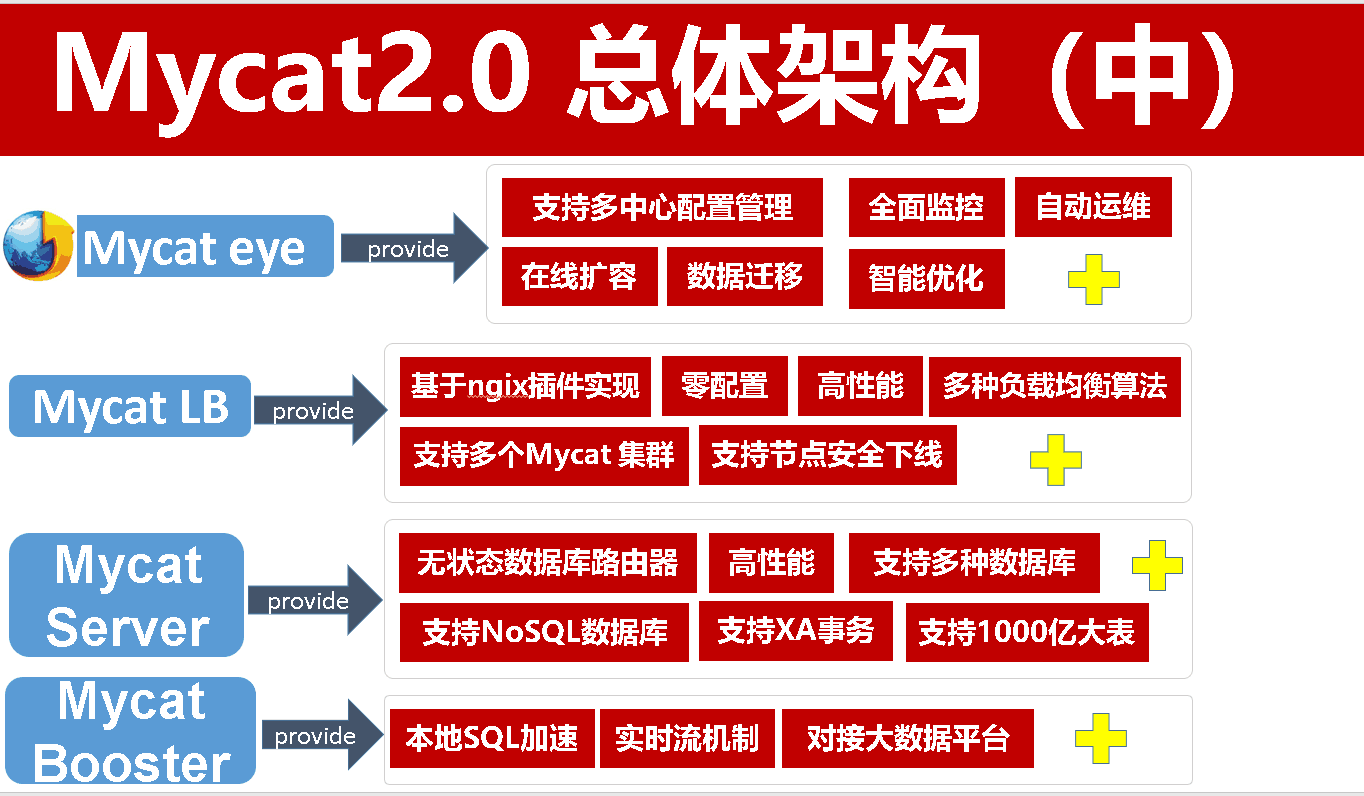 Mycat2.0 总体架构（中）
Mycat eye
provide
支持多中心配置管理
全面监控
自动运维
在线扩容
数据迁移
智能优化
Mycat LB
provide
基于ngix插件实现
零配置
高性能
多种负载均衡算法
支持多个Mycat 集群
支持节点安全下线
Mycat
Server
provide
无状态数据库路由器
高性能
支持多种数据库
支持NoSQL数据库
支持XA事务
支持1000亿大表
Mycat
Booster
provide
本地SQL加速
实时流机制
对接大数据平台